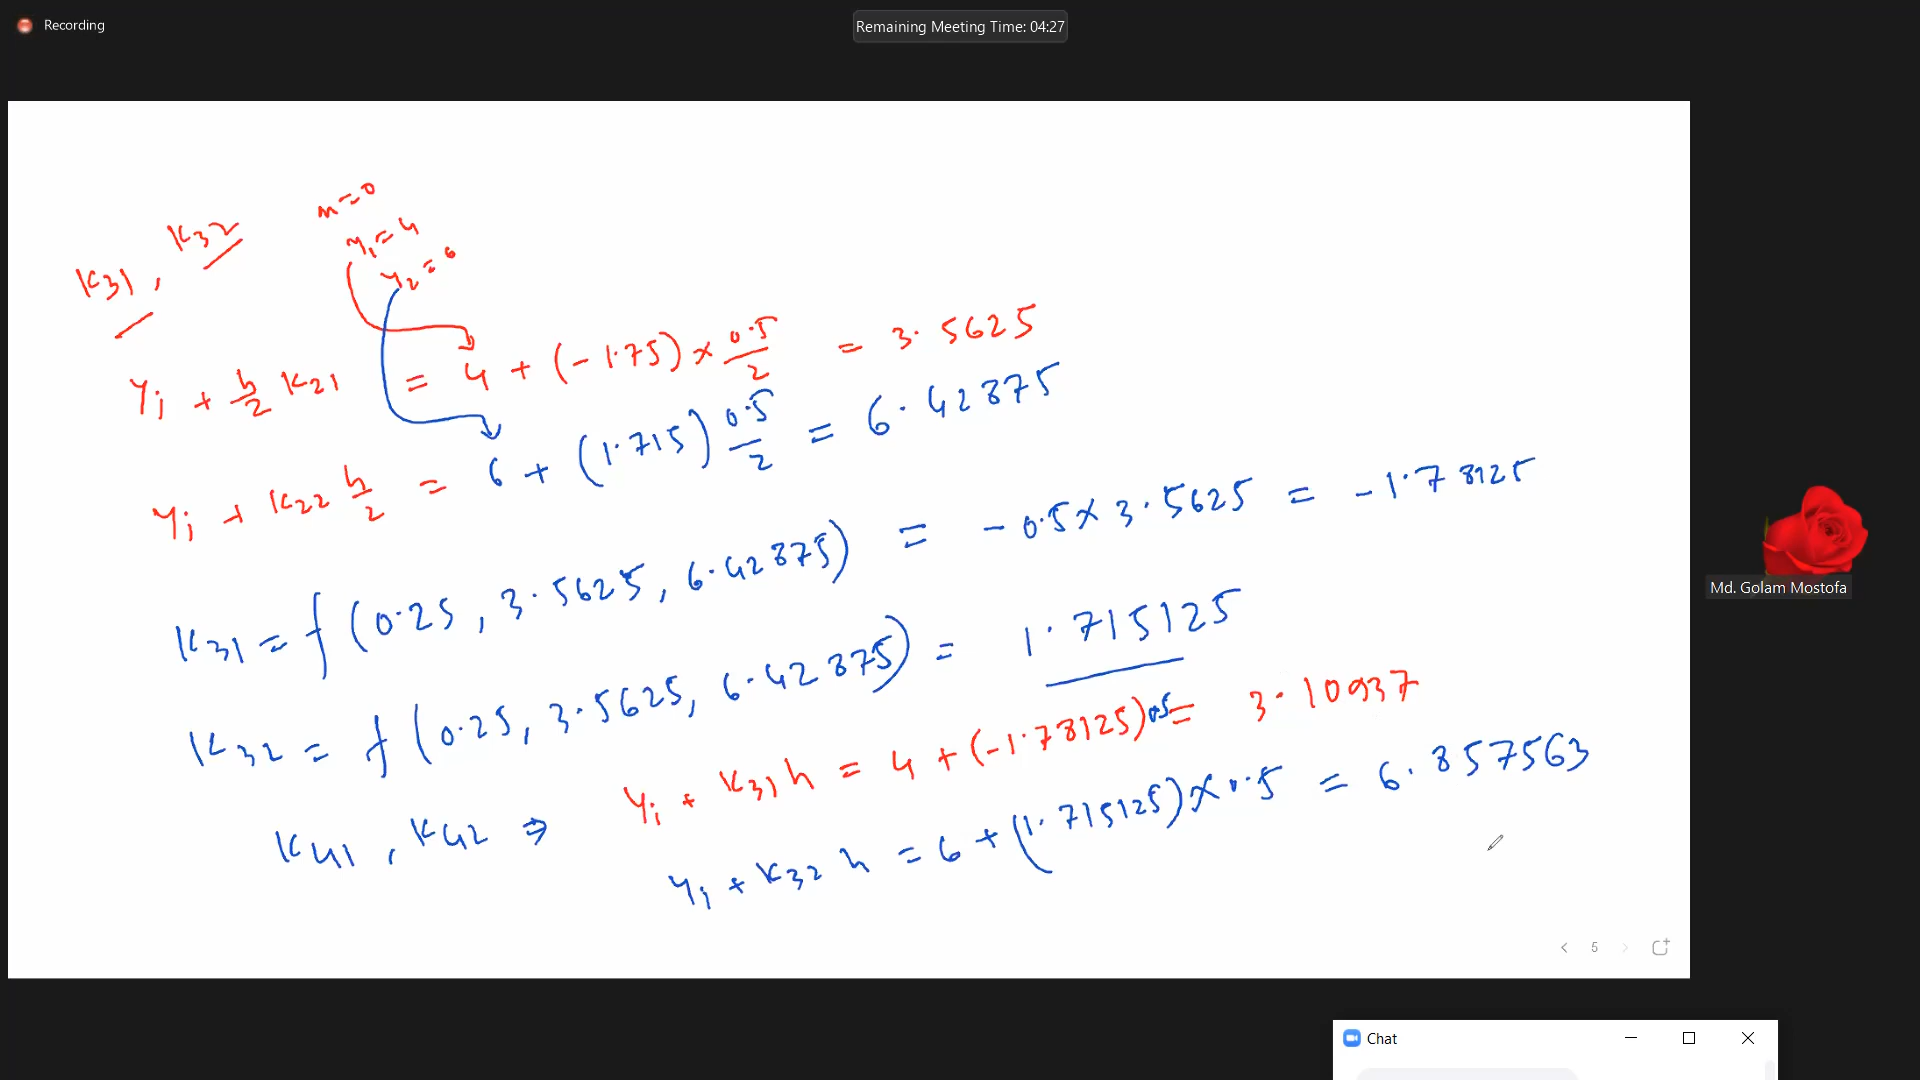 Recording
Remaining Meeting Time: 04:27
K31, K32
x=0
y1=4
y2=6
yi + h/2 K21 = 4 + (-1.75) × 0.5/2 = 3.5625
yi + K22 h/2 = 6 + (1.715) 0.5/2 = 6.42875
K31 = f(0.25, 3.5625, 6.42875) = -0.5×3.5625 = -1.78125
K32 = f(0.25, 3.5625, 6.42875) = 1.715125
K41, K42 ⇒ yi + K31 h = 4 + (-1.78125)0.5 = 3.10937
yi + K32 h = 6 + (1.715125)×0.5 = 6.857563
Md. Golam Mostofa
5
Chat